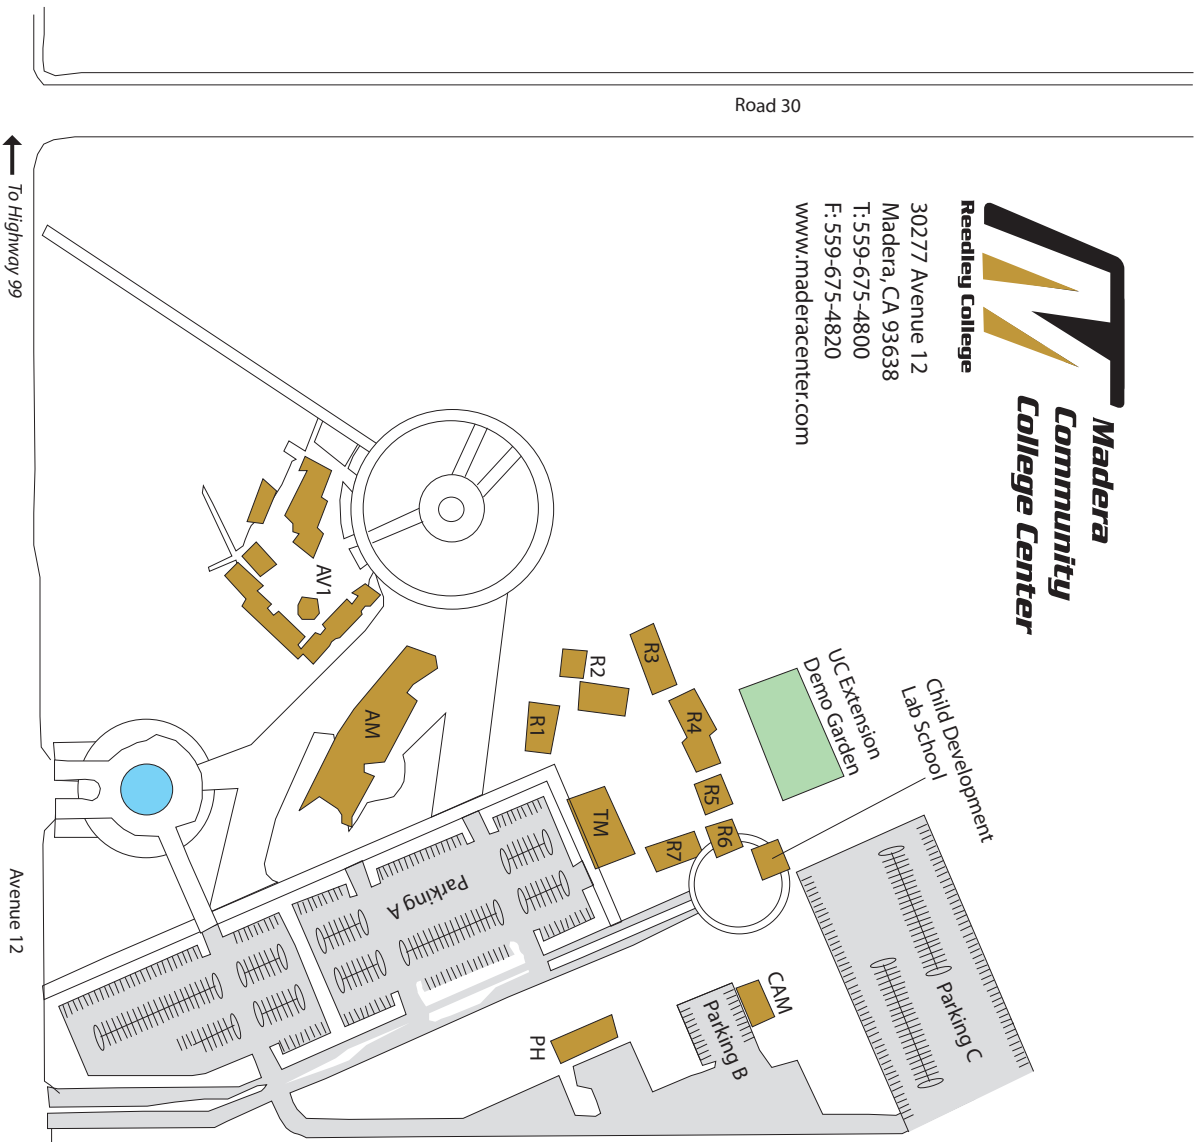 Road 30
To Highway 99
Avenue 12
Madera
Community
College Center
Reedley College
30277 Avenue 12
Madera, CA 93638
T: 559-675-4800
F: 559-675-4820
www.maderacenter.com
AV1
AM
R1
R2
R3
R4
R5
R6
R7
TM
UC Extension
Demo Garden
Child Development
Lab School
Parking A
Parking B
Parking C
CAM
PH